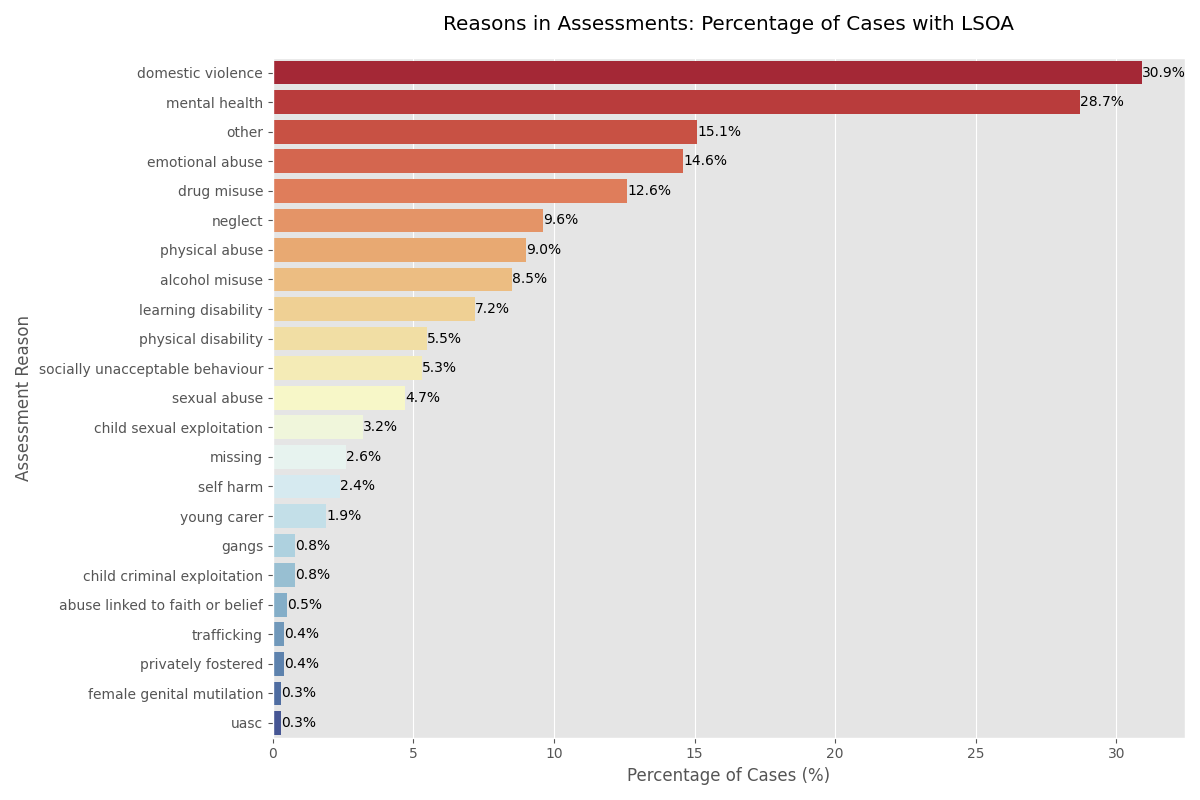 Reasons in Assessments: Percentage of Cases with LSOA
Assessment Reason
domestic violence 30.9%
mental health 28.7%
other 15.1%
emotional abuse 14.6%
drug misuse 12.6%
neglect 9.6%
physical abuse 9.0%
alcohol misuse 8.5%
learning disability 7.2%
physical disability 5.5%
socially unacceptable behaviour 5.3%
sexual abuse 4.7%
child sexual exploitation 3.2%
missing 2.6%
self harm 2.4%
young carer 1.9%
gangs 0.8%
child criminal exploitation 0.8%
abuse linked to faith or belief 0.5%
trafficking 0.4%
privately fostered 0.4%
female genital mutilation 0.3%
uasc 0.3%
0 5 10 15 20 25 30
Percentage of Cases (%)